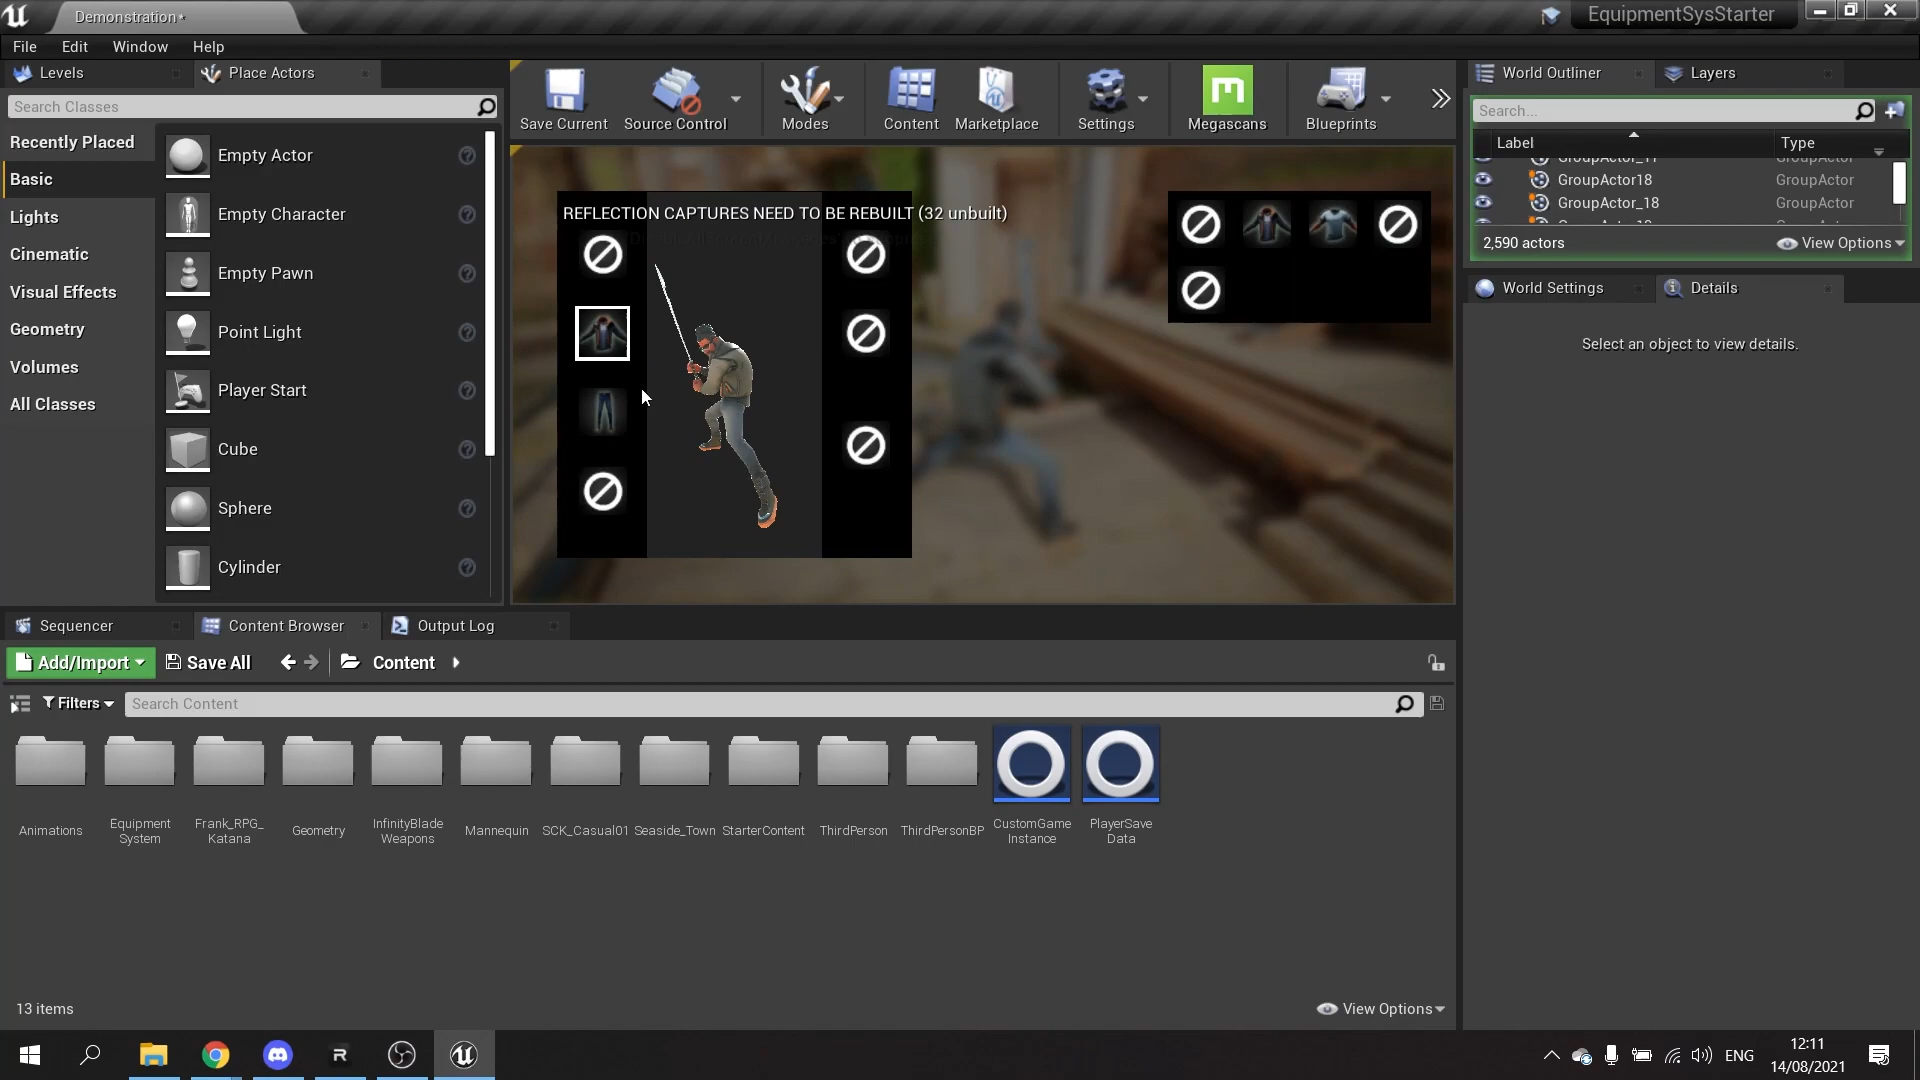 Demonstration*
EquipmentSysStarter
File Edit Window Help
Levels
Place Actors
Search Classes
Recently Placed
Basic
Lights
Cinematic
Visual Effects
Geometry
Volumes
All Classes
Empty Actor
Empty Character
Empty Pawn
Point Light
Player Start
Cube
Sphere
Cylinder
Save Current
Source Control
Modes
Content
Marketplace
Settings
Megascans
Blueprints
REFLECTION CAPTURES NEED TO BE REBUILT (32 unbuilt)
World Outliner
Layers
Search...
Label Type
GroupActor18 GroupActor
GroupActor_18 GroupActor
2,590 actors
View Options
World Settings
Details
Select an object to view details.
Sequencer
Content Browser
Output Log
Add/Import
Save All
Content
Filters
Search Content
Animations
Equipment
System
Frank_RPG_
Katana
Geometry
InfinityBlade
Weapons
Mannequin
SCK_Casual01
Seaside_Town
StarterContent
ThirdPerson
ThirdPersonBP
CustomGame
Instance
PlayerSave
Data
13 items
View Options
ENG
12:11
14/08/2021